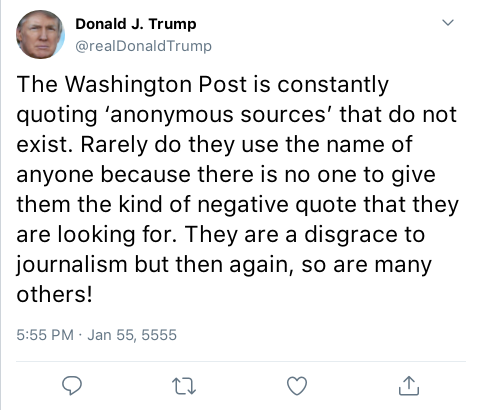 Donald J. Trump
@realDonaldTrump
The Washington Post is constantly
quoting ‘anonymous sources’ that do not
exist. Rarely do they use the name of
anyone because there is no one to give
them the kind of negative quote that they
are looking for. They are a disgrace to
journalism but then again, so are many
others!
5:55 PM · Jan 55, 5555